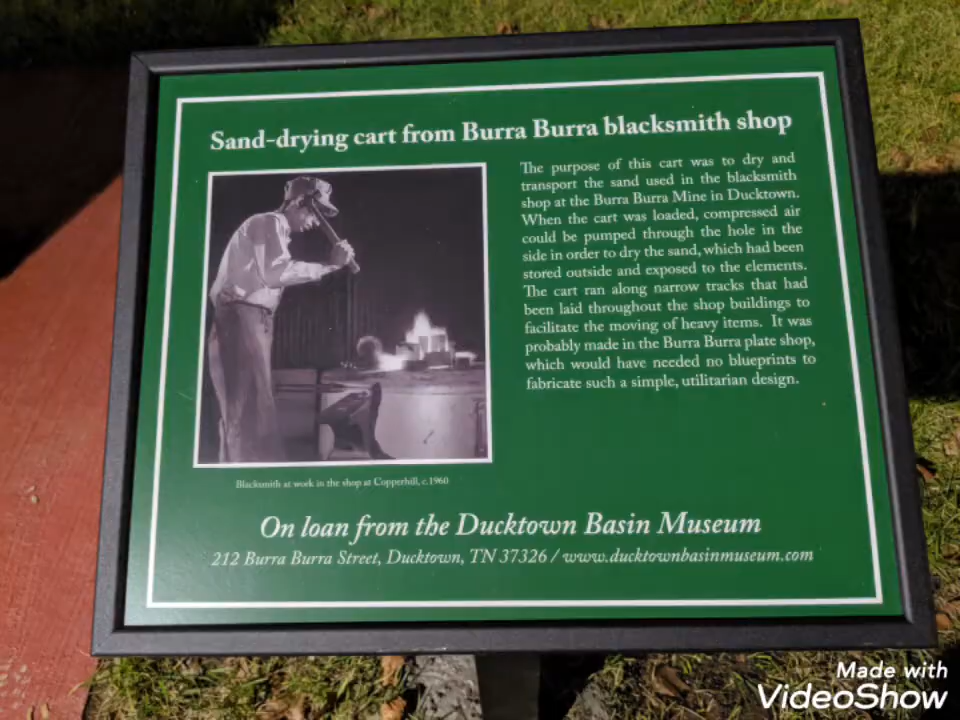 Sand-drying cart from Burra Burra blacksmith shop
The purpose of this cart was to dry and
transport the sand used in the blacksmith
shop at the Burra Burra Mine in Ducktown.
When the cart was loaded, compressed air
could be pumped through the hole in the
side in order to dry the sand, which had been
stored outside and exposed to the elements.
The cart ran along narrow tracks that had
been laid throughout the shop buildings to
facilitate the moving of heavy items. It was
probably made in the Burra Burra plate shop,
which would have needed no blueprints to
fabricate such a simple, utilitarian design.
Blacksmith at work in the shop at Copperhill, c.1960
On loan from the Ducktown Basin Museum
212 Burra Burra Street, Ducktown, TN 37326 / www.ducktownbasinmuseum.com
Made with
VideoShow